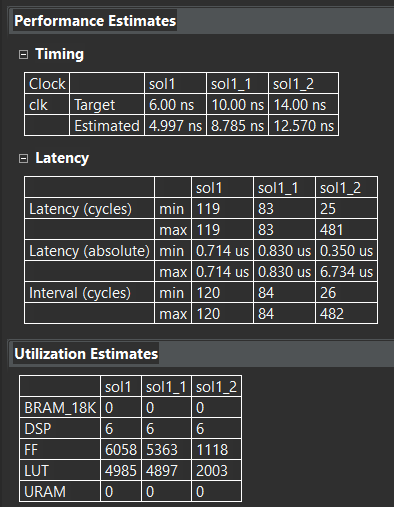 Performance Estimates
Timing
Clock sol1 sol1_1 sol1_2
clk Target 6.00 ns 10.00 ns 14.00 ns
Estimated 4.997 ns 8.785 ns 12.570 ns
Latency
sol1 sol1_1 sol1_2
Latency (cycles) min 119 83 25
max 119 83 481
Latency (absolute) min 0.714 us 0.830 us 0.350 us
max 0.714 us 0.830 us 6.734 us
Interval (cycles) min 120 84 26
max 120 84 482
Utilization Estimates
sol1 sol1_1 sol1_2
BRAM_18K 0 0 0
DSP 6 6 6
FF 6058 5363 1118
LUT 4985 4897 2003
URAM 0 0 0